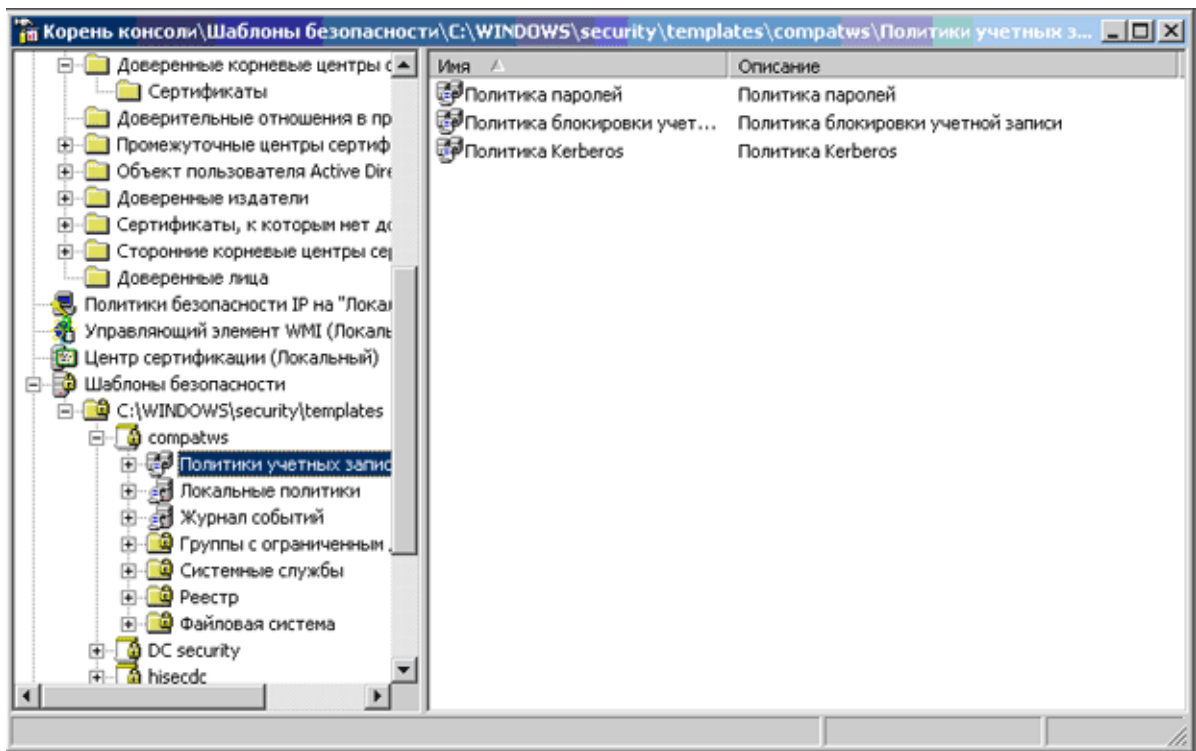 Корень консоли\Шаблоны безопасности\C:\WINDOWS\security\templates\compatws\Политики учетных з...
Доверенные корневые центры с
Сертификаты
Доверительные отношения в пр
Промежуточные центры сертиф
Объект пользователя Active Dire
Доверенные издатели
Сертификаты, к которым нет до
Сторонние корневые центры сер
Доверенные лица
Политики безопасности IP на "Локал
Управляющий элемент WMI (Локаль
Центр сертификации (Локальный)
Шаблоны безопасности
C:\WINDOWS\security\templates
compatws
Политики учетных запис
Локальные политики
Журнал событий
Группы с ограниченным
Системные службы
Реестр
Файловая система
DC security
hisecdc
Имя Описание
Политика паролей Политика паролей
Политика блокировки учет... Политика блокировки учетной записи
Политика Kerberos Политика Kerberos